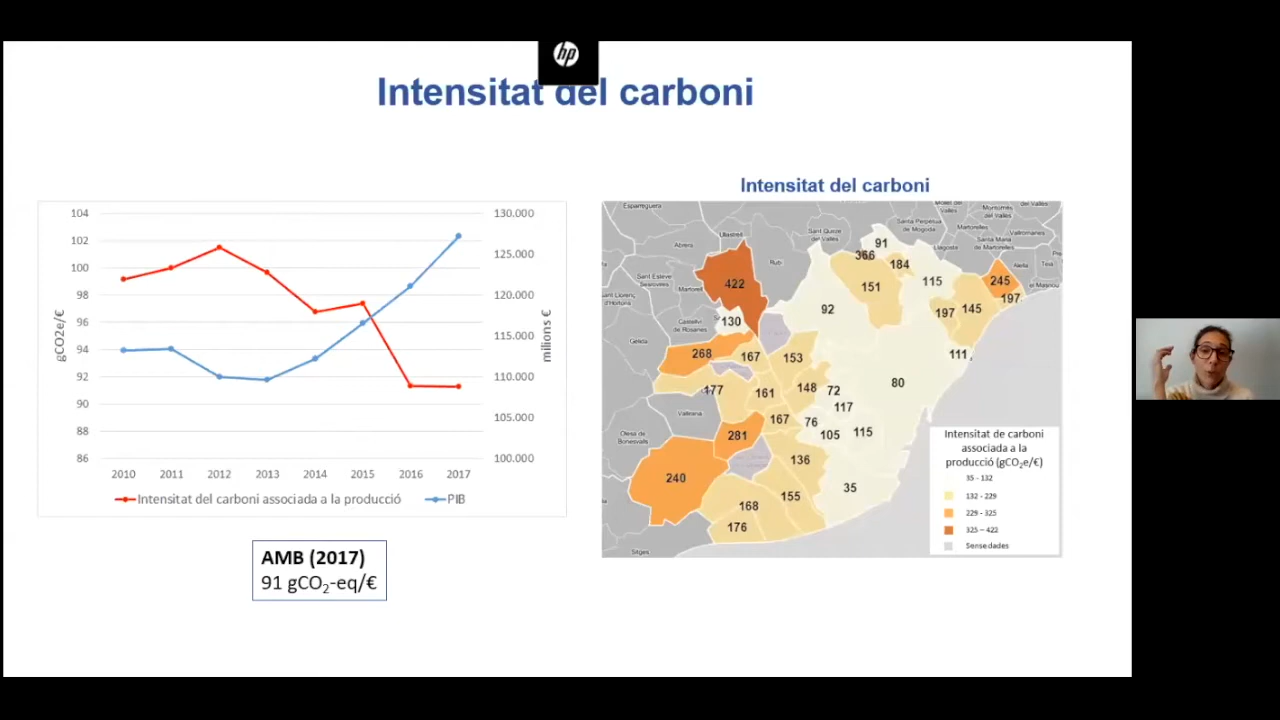 hp
Intensitat del carboni
104
102
100
98
96
94
92
90
88
86
gCO2e/€
130.000
125.000
120.000
115.000
110.000
105.000
100.000
milions €
2010 2011 2012 2013 2014 2015 2016 2017
Intensitat del carboni associada a la producció PIB
AMB (2017)
91 gCO₂-eq/€
Intensitat del carboni
Esparreguera
Abrera
Ullastrell
Rubí
Sant Quirze
del Vallès
Santa Perpètua
de Mogoda
Llagosta
Martorelles
Santa Maria
de Martorelles
Vallromanes
Alella
Teià
el Masnou
Sant Esteve
Sesrovires
Martorell
Castellví
de Rosanes
Gelida
Vallirana
Olesa de
Bonesvalls
Sitges
91
366
184
422
151
115
245
197
92
197
145
130
268
167
153
111
80
177
161
148
72
117
167
76
105
115
281
136
240
35
155
168
176
Intensitat de carboni
associada a la
producció (gCO₂e/€)
35 - 132
132 - 229
229 - 325
325 - 422
Sense dades